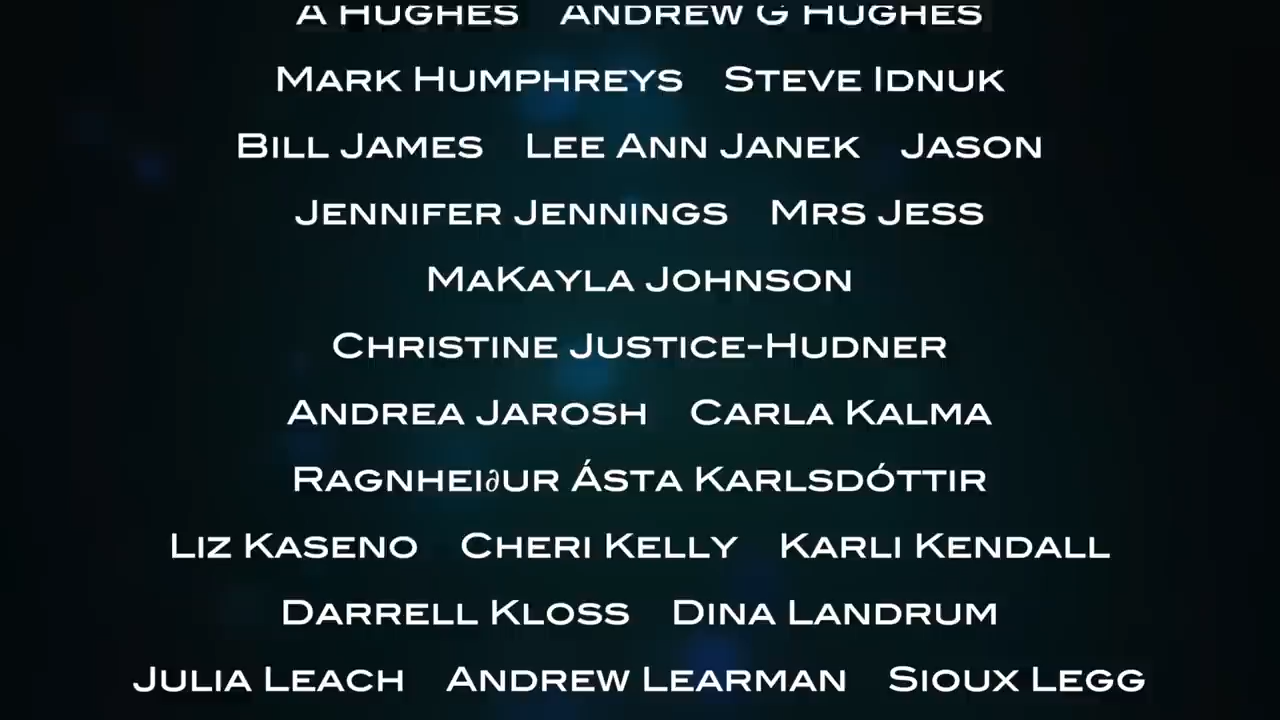 A HUGHES ANDREW G HUGHES
MARK HUMPHREYS STEVE IDNUK
BILL JAMES LEE ANN JANEK JASON
JENNIFER JENNINGS MRS JESS
MAKAYLA JOHNSON
CHRISTINE JUSTICE-HUDNER
ANDREA JAROSH CARLA KALMA
RAGNHEI∂UR ÁSTA KARLSDÓTTIR
LIZ KASENO CHERI KELLY KARLI KENDALL
DARRELL KLOSS DINA LANDRUM
JULIA LEACH ANDREW LEARMAN SIOUX LEGG